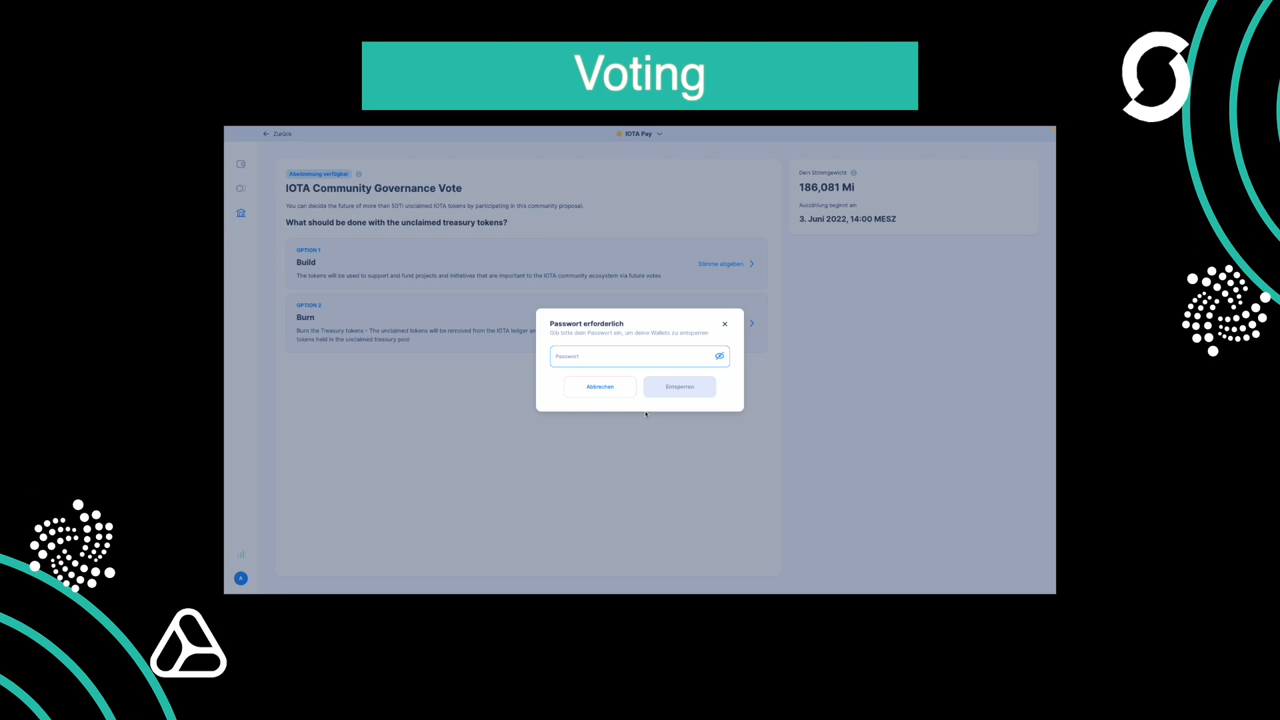 Voting
Zurück
IOTA Pay
Abstimmung verfügbar
IOTA Community Governance Vote
You can decide the future of more than 50Ti unclaimed IOTA tokens by participating in this community proposal.
What should be done with the unclaimed treasury tokens?
OPTION 1
Build
The tokens will be used to support and fund projects and initiatives that are important to the IOTA community ecosystem via future votes
Stimme abgeben
OPTION 2
Burn
Burn the Treasury tokens - The unclaimed tokens will be removed from the IOTA ledger
tokens held in the unclaimed treasury pool
Dein Stimmgewicht
186,081 Mi
Auszählung beginnt am
3. Juni 2022, 14:00 MESZ
Passwort erforderlich
Gib bitte dein Passwort ein, um deine Wallets zu entsperren
Passwort
Abbrechen
Entsperren
A